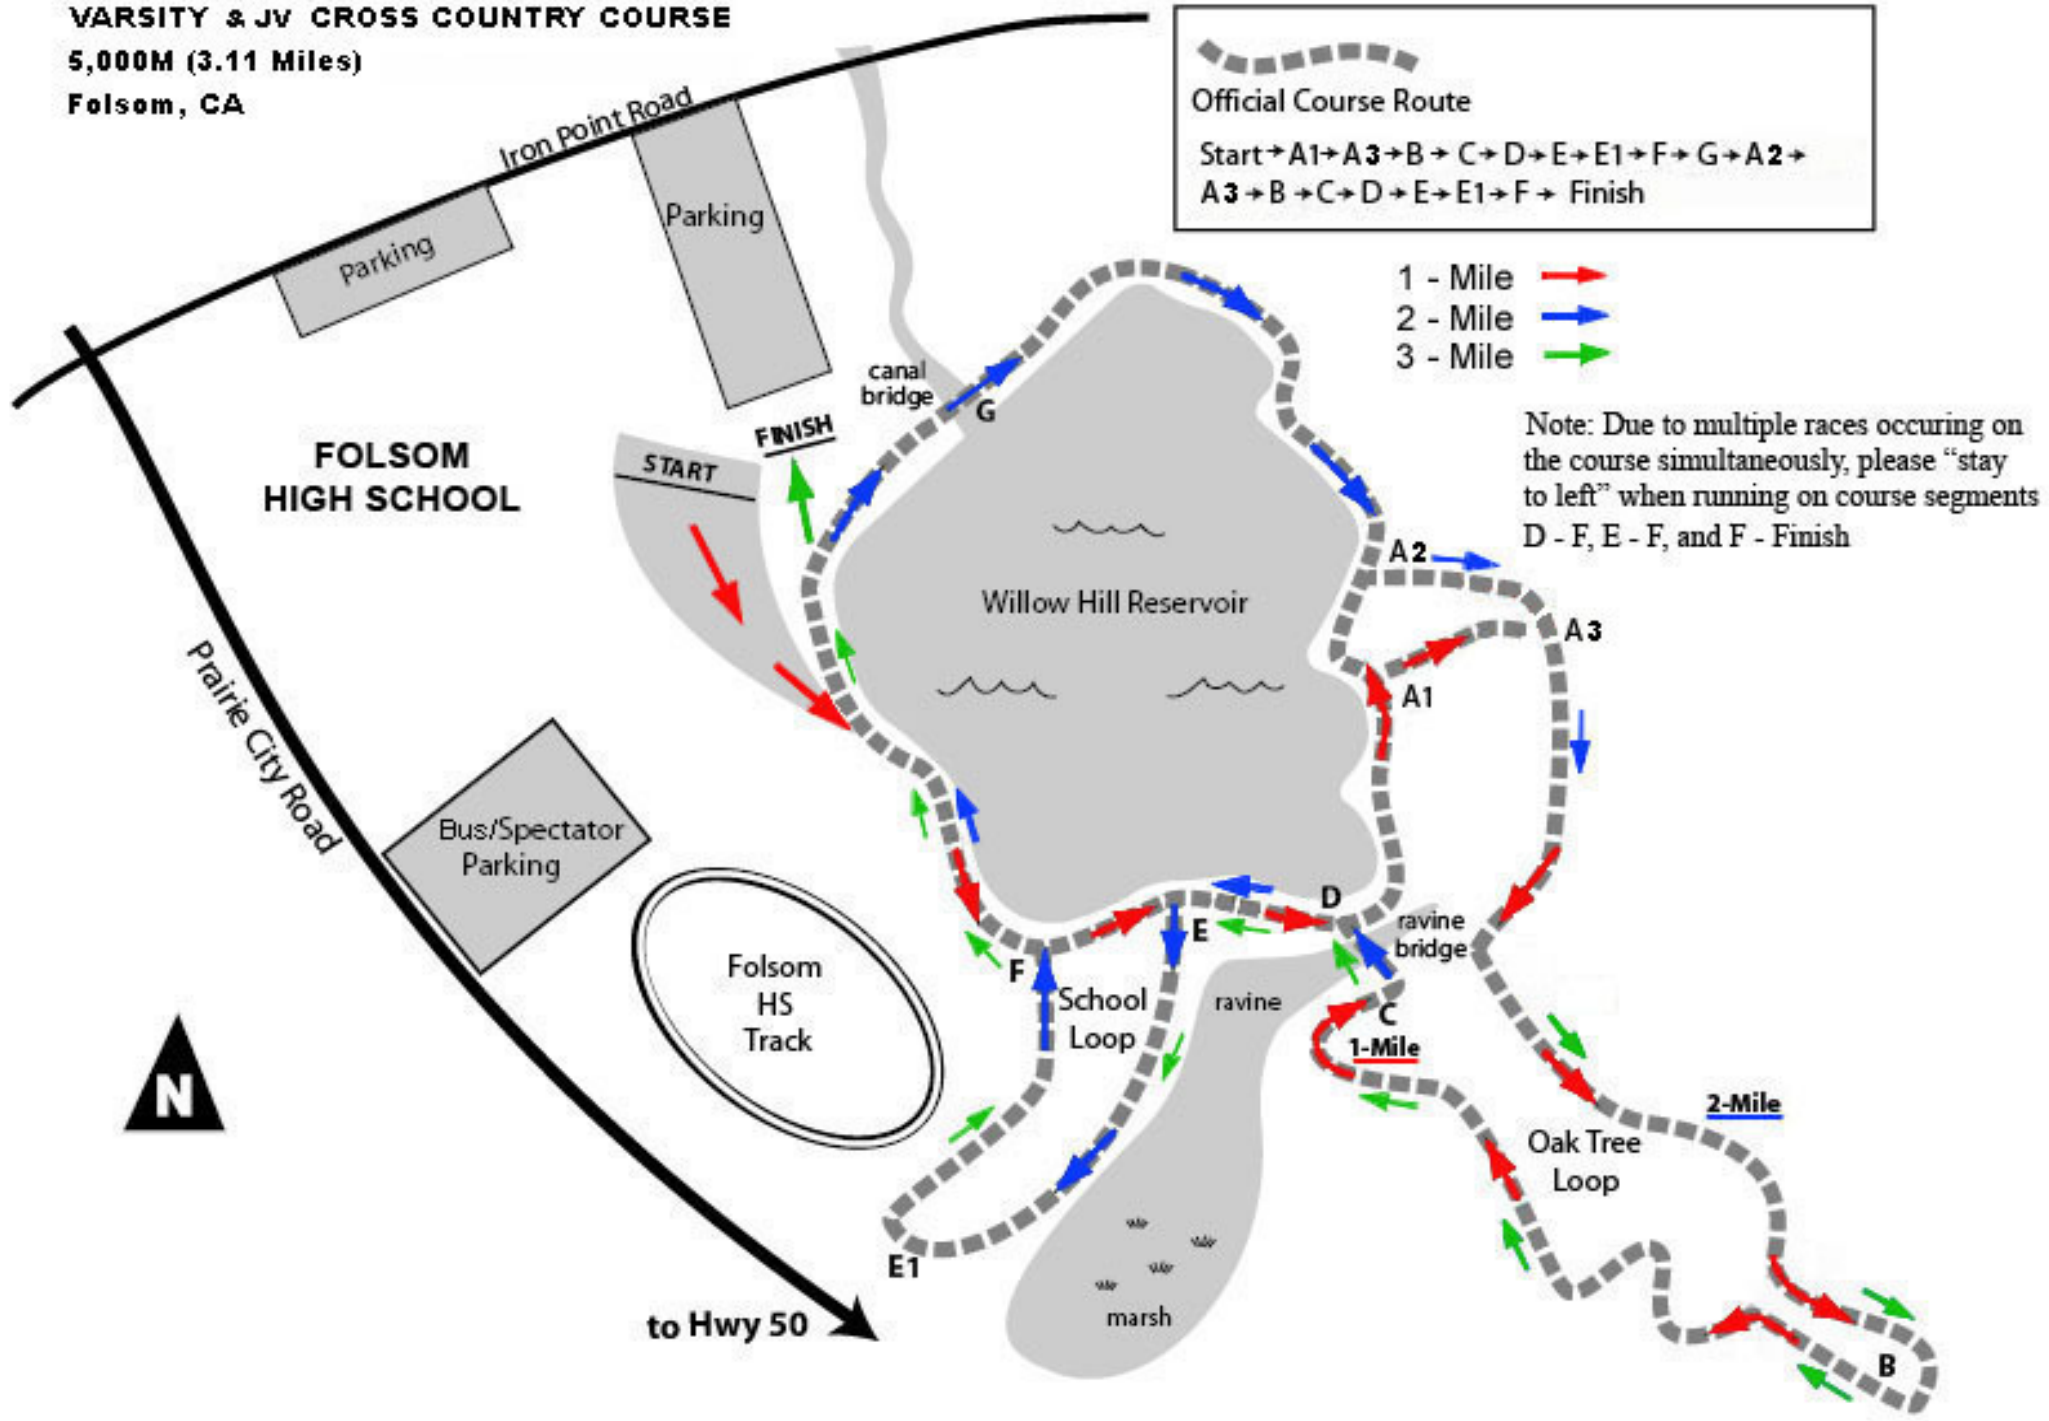 VARSITY & JV CROSS COUNTRY COURSE
5,000M (3.11 Miles)
Folsom, CA
Official Course Route
Start→A1→A3→B→C→D→E→E1→F→G→A2→
A3→B→C→D→E→E1→F→ Finish
1 - Mile
2 - Mile
3 - Mile
Note: Due to multiple races occuring on
the course simultaneously, please “stay
to left” when running on course segments
D - F, E - F, and F - Finish
Iron Point Road
Parking
Parking
canal
bridge
G
FINISH
START
FOLSOM
HIGH SCHOOL
Willow Hill Reservoir
A2
A3
A1
Prairie City Road
Bus/Spectator
Parking
Folsom
HS
Track
D
E
F
ravine
bridge
School
Loop
ravine
C
1-Mile
2-Mile
Oak Tree
Loop
N
E1
marsh
to Hwy 50
B